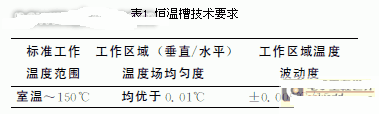 表1 恒温槽技术要求
标准工作 工作区域（垂直/水平） 工作区域温度
温度范围 温度场均匀度 波动度
室温～150℃ 均优于0.01℃ ±0.0